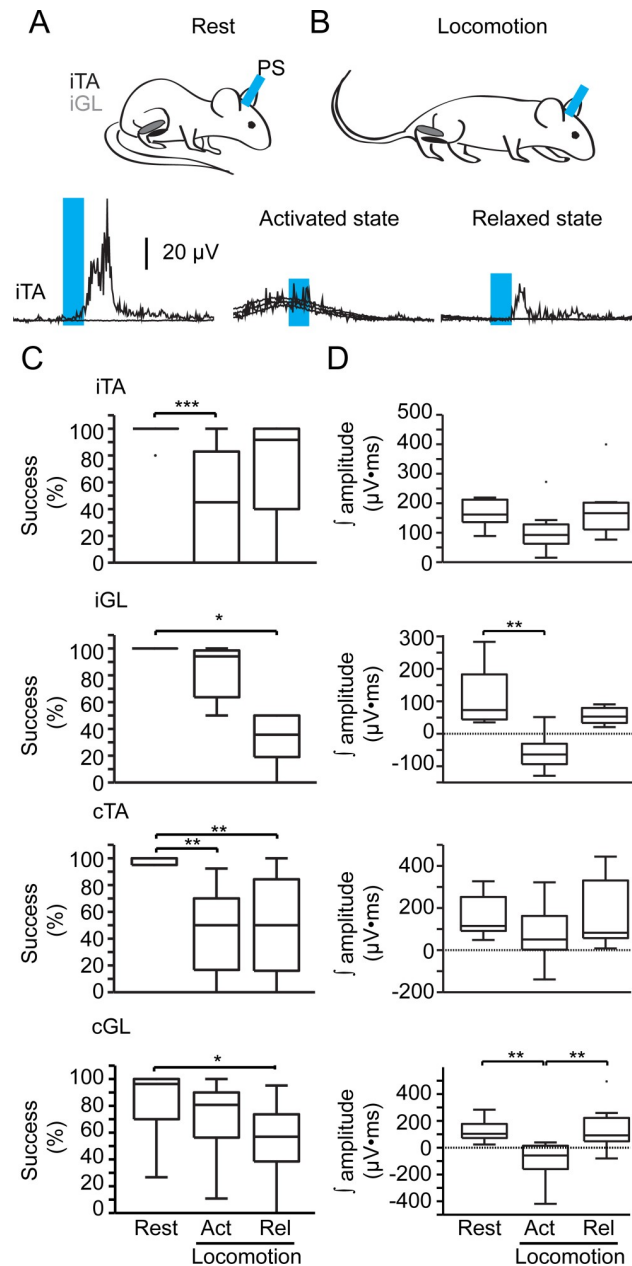 A
Rest
B
Locomotion
PS
iTA
iGL
Activated state
Relaxed state
20 µV
iTA
C
D
iTA
***
Success
(%)
100
80
60
40
20
0
∫ amplitude
(µV•ms)
500
400
300
200
100
0
iGL
*
Success
(%)
100
80
60
40
20
0
**
∫ amplitude
(µV•ms)
300
200
100
0
-100
cTA
**
**
Success
(%)
100
80
60
40
20
0
∫ amplitude
(µV•ms)
400
200
0
-200
cGL
*
Success
(%)
100
80
60
40
20
0
** **
∫ amplitude
(µV•ms)
400
200
0
-200
-400
Rest Act Rel
Locomotion
Rest Act Rel
Locomotion